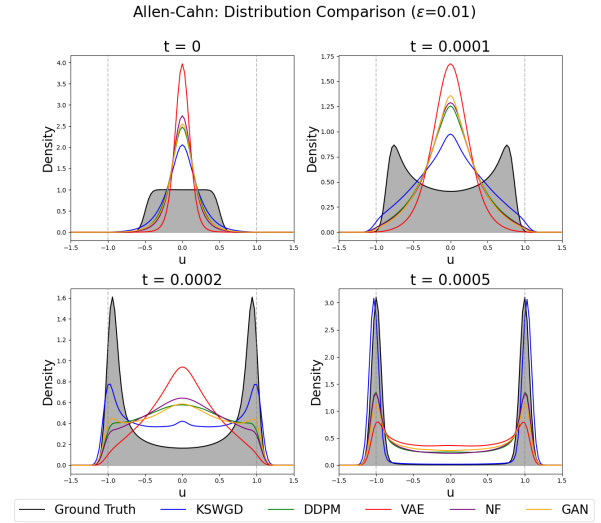 Allen-Cahn: Distribution Comparison (ε=0.01)
t = 0
t = 0.0001
Density
4.0
3.5
3.0
2.5
2.0
1.5
1.0
0.5
0.0
−1.5 −1.0 −0.5 0.0 0.5 1.0 1.5
u
Density
1.75
1.50
1.25
1.00
0.75
0.50
0.25
0.00
−1.5 −1.0 −0.5 0.0 0.5 1.0 1.5
u
t = 0.0002
t = 0.0005
Density
1.6
1.4
1.2
1.0
0.8
0.6
0.4
0.2
0.0
−1.5 −1.0 −0.5 0.0 0.5 1.0 1.5
u
Density
3.0
2.5
2.0
1.5
1.0
0.5
0.0
−1.5 −1.0 −0.5 0.0 0.5 1.0 1.5
u
Ground Truth KSWGD DDPM VAE NF GAN